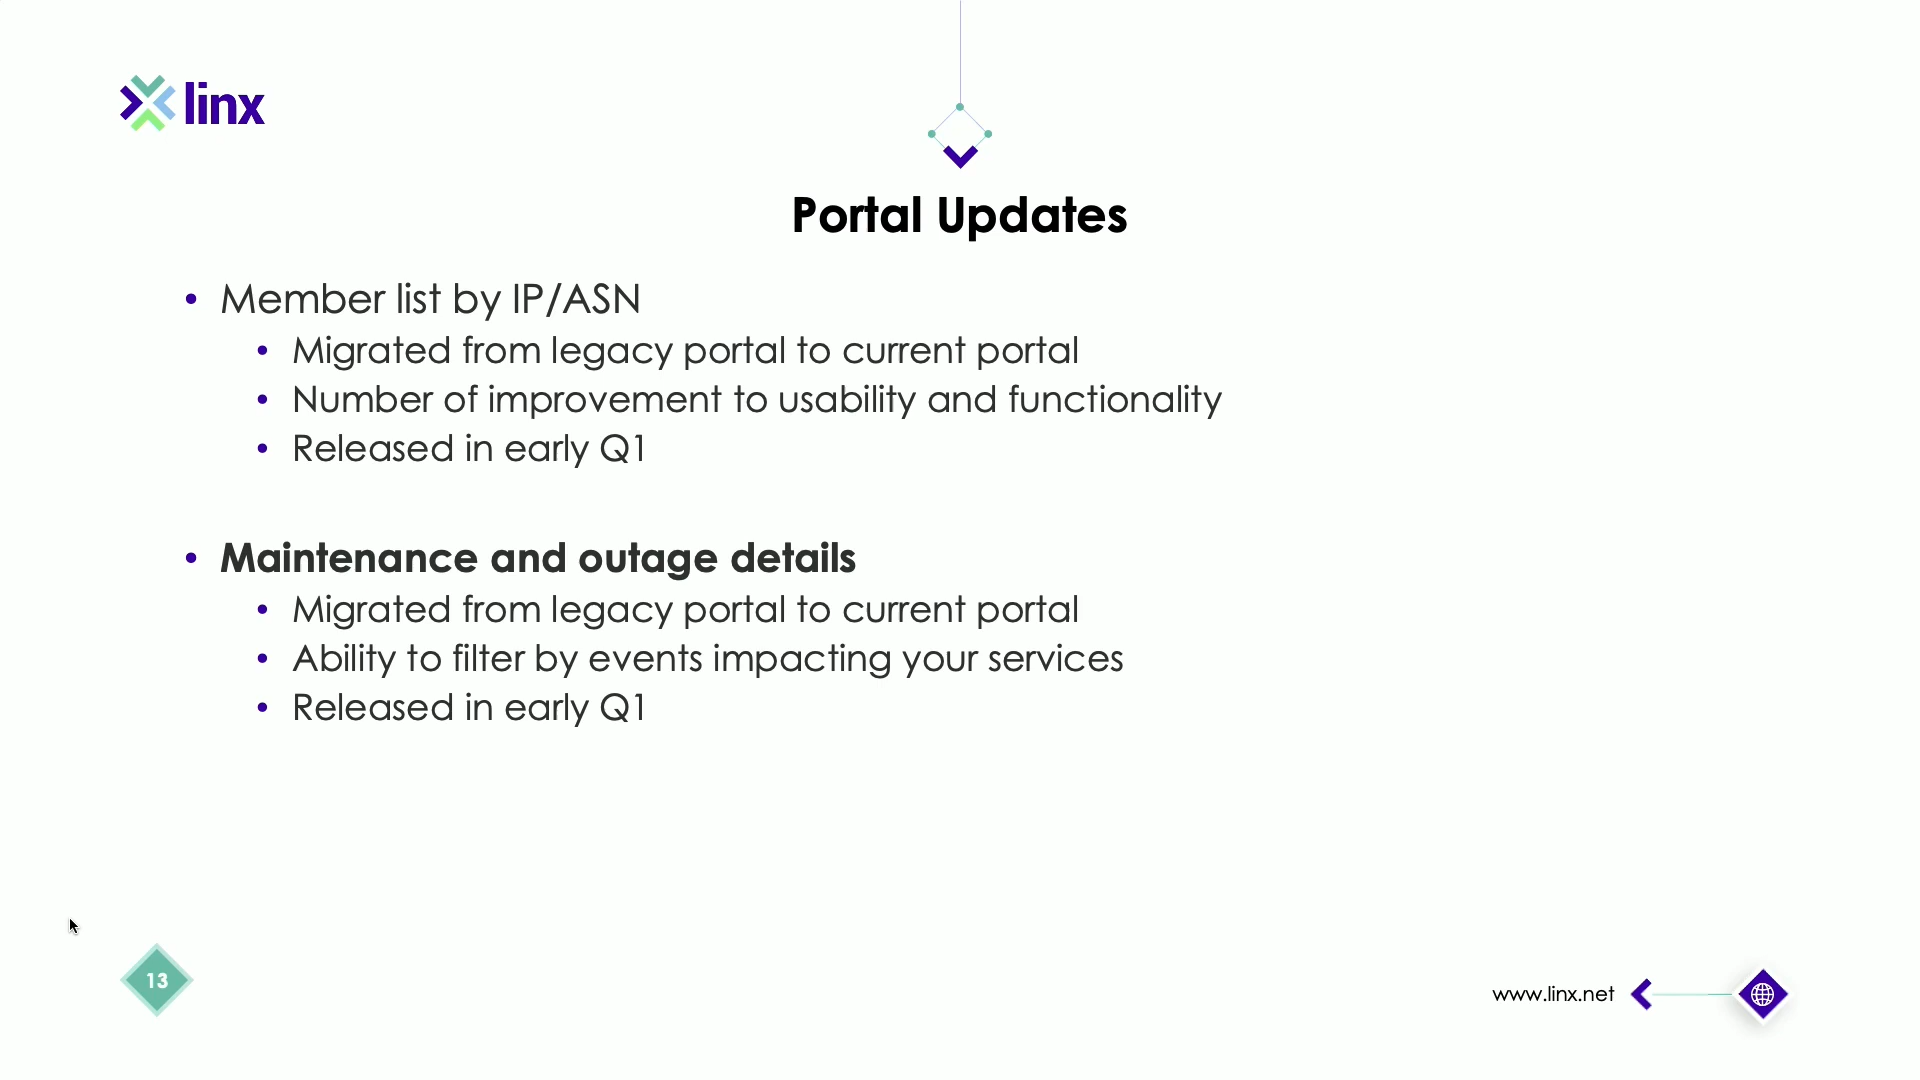 linx
Portal Updates
• Member list by IP/ASN
• Migrated from legacy portal to current portal
• Number of improvement to usability and functionality
• Released in early Q1
• Maintenance and outage details
• Migrated from legacy portal to current portal
• Ability to filter by events impacting your services
• Released in early Q1
13
www.linx.net